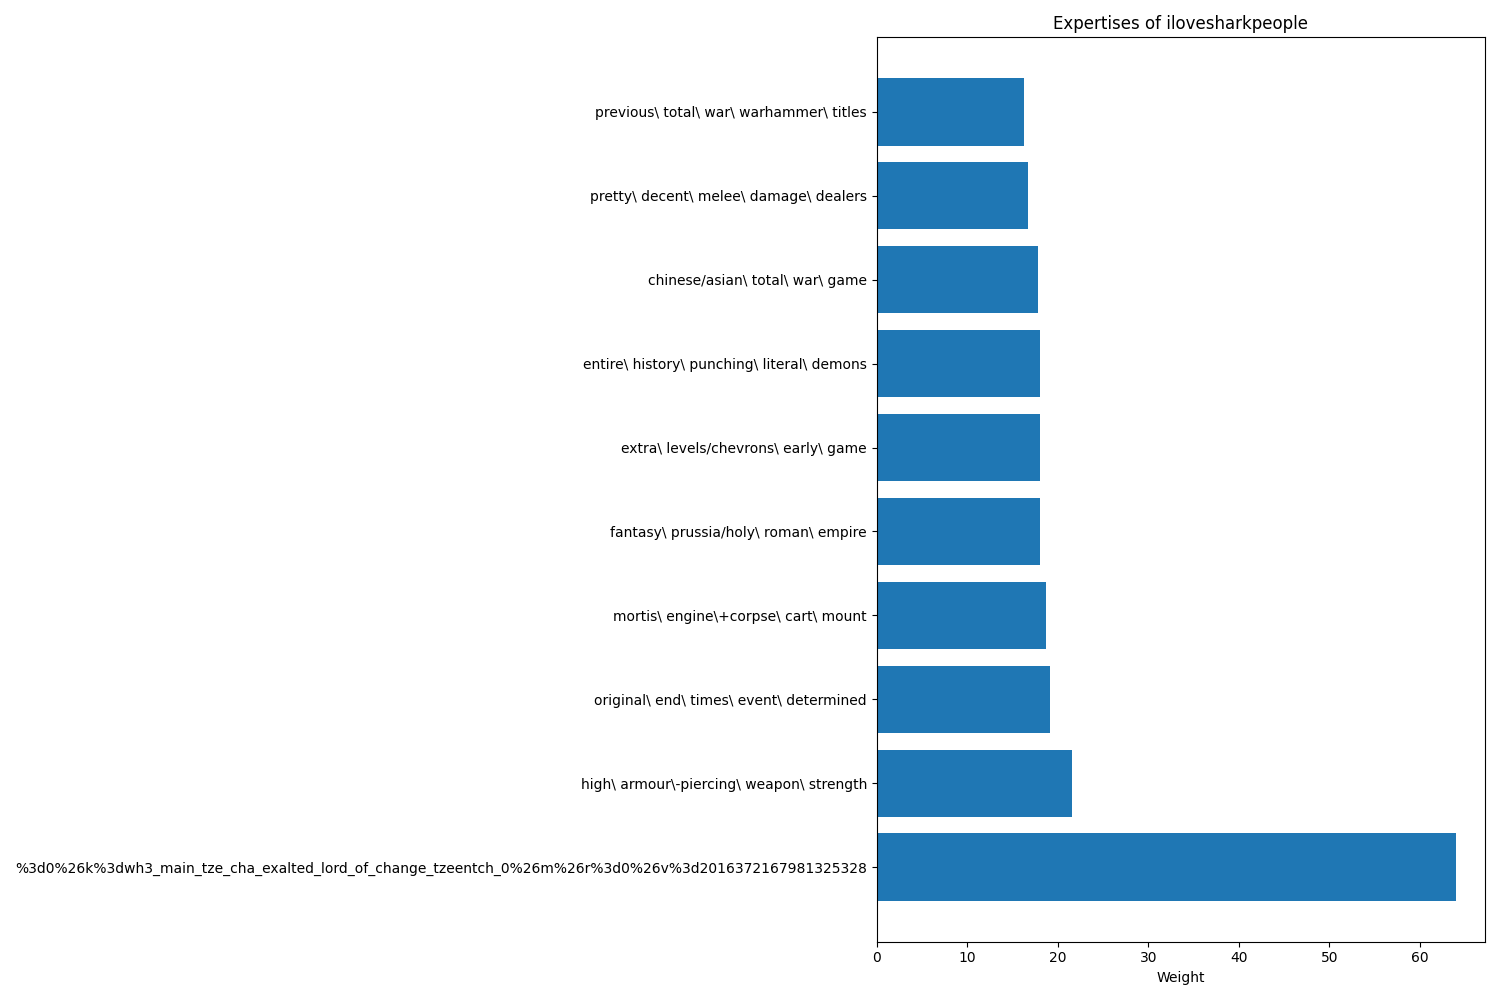 Expertises of ilovesharkpeople
previous\ total\ war\ warhammer\ titles
pretty\ decent\ melee\ damage\ dealers
chinese/asian\ total\ war\ game
entire\ history\ punching\ literal\ demons
extra\ levels/chevrons\ early\ game
fantasy\ prussia/holy\ roman\ empire
mortis\ engine\+corpse\ cart\ mount
original\ end\ times\ event\ determined
high\ armour\-piercing\ weapon\ strength
%3d0%26k%3dwh3_main_tze_cha_exalted_lord_of_change_tzeentch_0%26m%26r%3d0%26v%3d2016372167981325328
0 10 20 30 40 50 60
Weight